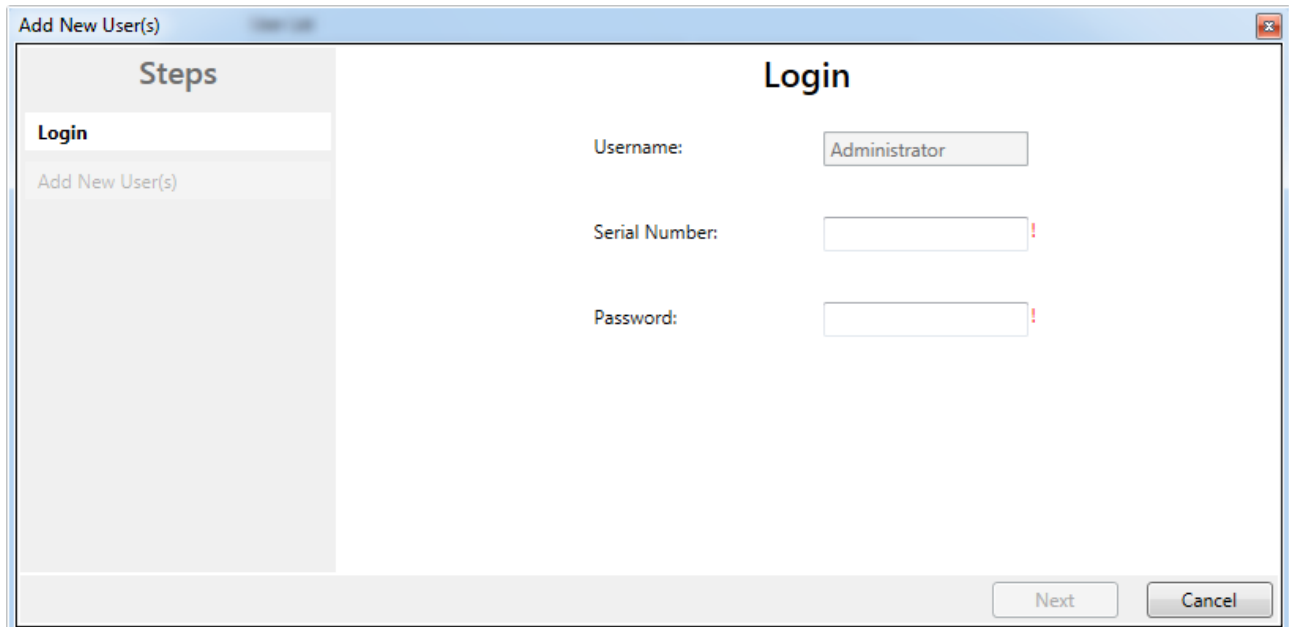 Add New User(s)
Steps
Login
Add New User(s)
Login
Username:
Administrator
Serial Number:
!
Password:
!
Next
Cancel